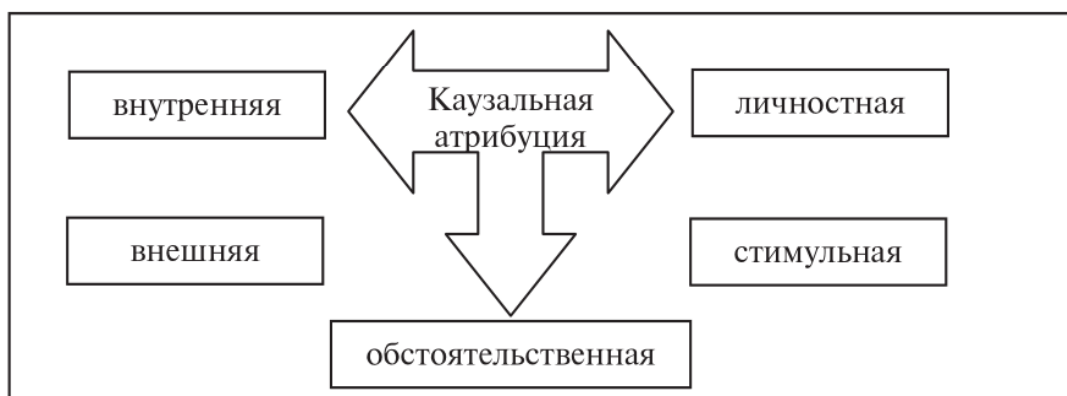 внутренняя
Каузальная
атрибуция
личностная
внешняя
стимульная
обстоятельственная